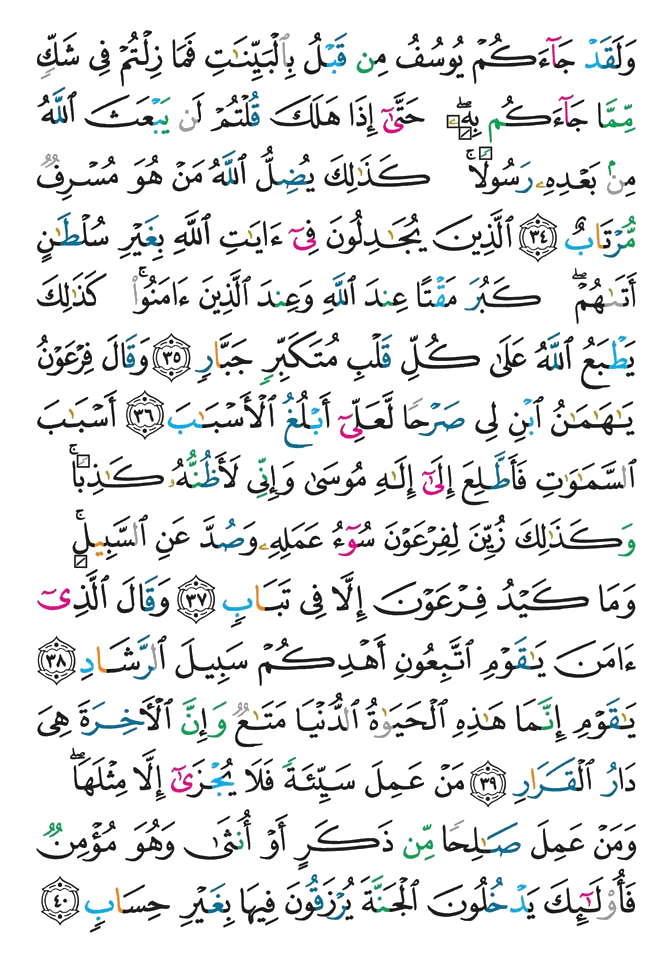 وَلَقَدْ جَآءَكُمْ يُوسُفُ مِن قَبْلُ بِٱلْبَيِّنَٰتِ فَمَا زِلْتُمْ فِى شَكٍّ
مِّمَّا جَآءَكُم بِهِۦ ۖ حَتَّىٰٓ إِذَا هَلَكَ قُلْتُمْ لَن يَبْعَثَ ٱللَّهُ
مِنۢ بَعْدِهِۦ رَسُولًا ۚ كَذَٰلِكَ يُضِلُّ ٱللَّهُ مَنْ هُوَ مُسْرِفٌ
مُّرْتَابٌ ٣٤ ٱلَّذِينَ يُجَٰدِلُونَ فِىٓ ءَايَٰتِ ٱللَّهِ بِغَيْرِ سُلْطَٰنٍ
أَتَىٰهُمْ ۖ كَبُرَ مَقْتًا عِندَ ٱللَّهِ وَعِندَ ٱلَّذِينَ ءَامَنُوا۟ ۚ كَذَٰلِكَ
يَطْبَعُ ٱللَّهُ عَلَىٰ كُلِّ قَلْبِ مُتَكَبِّرٍ جَبَّارٍ ٣٥ وَقَالَ فِرْعَوْنُ
يَٰهَٰمَٰنُ ٱبْنِ لِى صَرْحًا لَّعَلِّىٓ أَبْلُغُ ٱلْأَسْبَٰبَ ٣٦ أَسْبَٰبَ
ٱلسَّمَٰوَٰتِ فَأَطَّلِعَ إِلَىٰٓ إِلَٰهِ مُوسَىٰ وَإِنِّى لَأَظُنُّهُۥ كَٰذِبًا ۚ
وَكَذَٰلِكَ زُيِّنَ لِفِرْعَوْنَ سُوٓءُ عَمَلِهِۦ وَصُدَّ عَنِ ٱلسَّبِيلِ ۚ
وَمَا كَيْدُ فِرْعَوْنَ إِلَّا فِى تَبَابٍ ٣٧ وَقَالَ ٱلَّذِىٓ
ءَامَنَ يَٰقَوْمِ ٱتَّبِعُونِ أَهْدِكُمْ سَبِيلَ ٱلرَّشَادِ ٣٨
يَٰقَوْمِ إِنَّمَا هَٰذِهِ ٱلْحَيَوٰةُ ٱلدُّنْيَا مَتَٰعٌ وَإِنَّ ٱلْأَخِرَةَ هِىَ
دَارُ ٱلْقَرَارِ ٣٩ مَنْ عَمِلَ سَيِّئَةً فَلَا يُجْزَىٰٓ إِلَّا مِثْلَهَا ۖ
وَمَنْ عَمِلَ صَٰلِحًا مِّن ذَكَرٍ أَوْ أُنثَىٰ وَهُوَ مُؤْمِنٌ
فَأُو۟لَٰٓئِكَ يَدْخُلُونَ ٱلْجَنَّةَ يُرْزَقُونَ فِيهَا بِغَيْرِ حِسَابٍ ٤٠